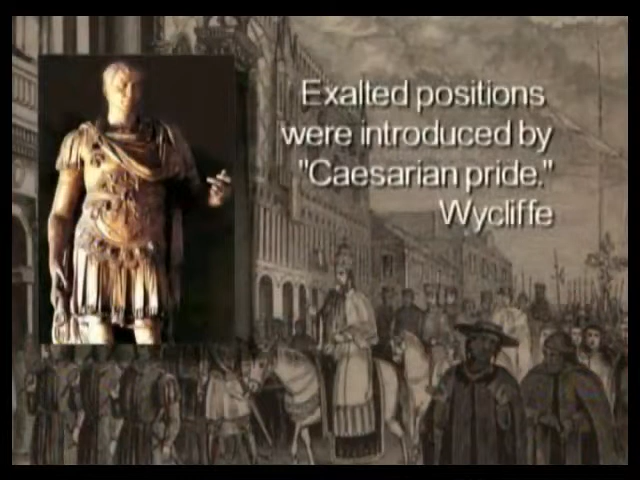 Exalted positions
were introduced by
"Caesarian pride."
Wycliffe